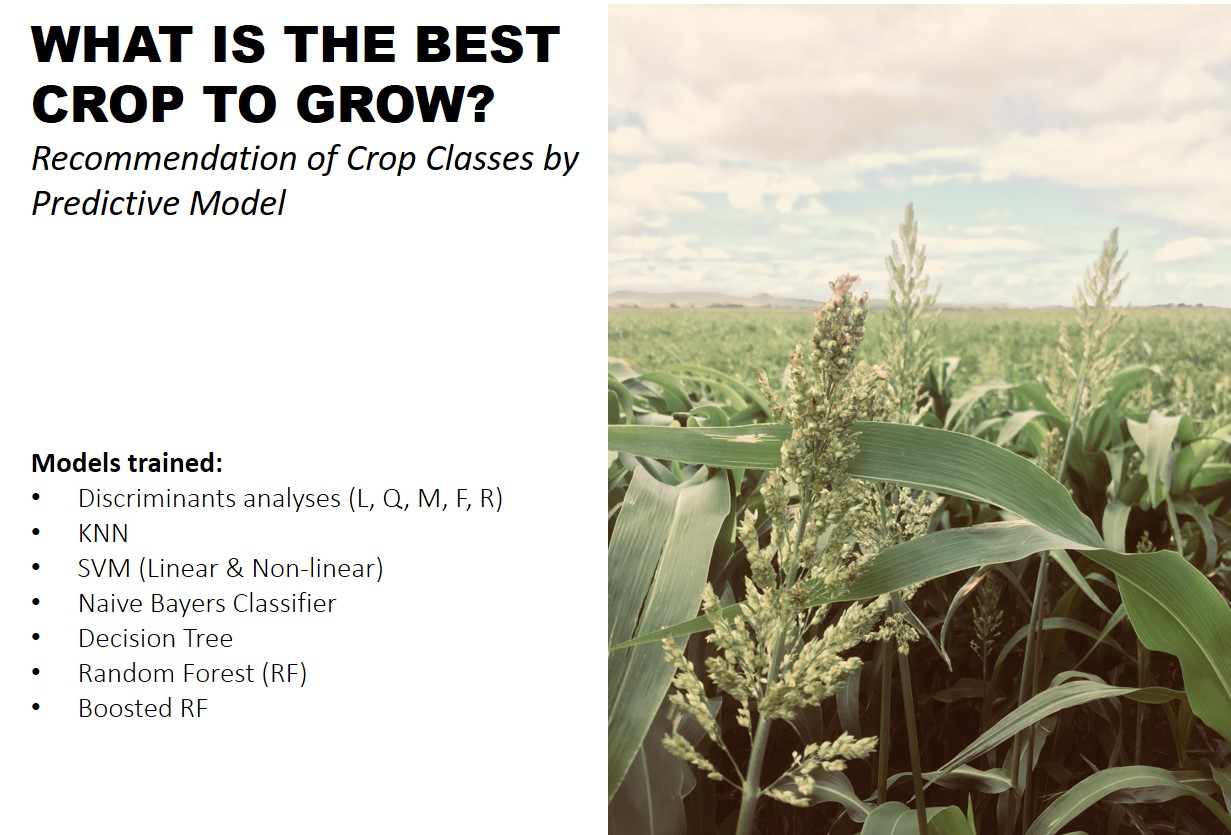 WHAT IS THE BEST
CROP TO GROW?
Recommendation of Crop Classes by
Predictive Model
Models trained:
• Discriminants analyses (L, Q, M, F, R)
• KNN
• SVM (Linear & Non-linear)
• Naive Bayers Classifier
• Decision Tree
• Random Forest (RF)
• Boosted RF